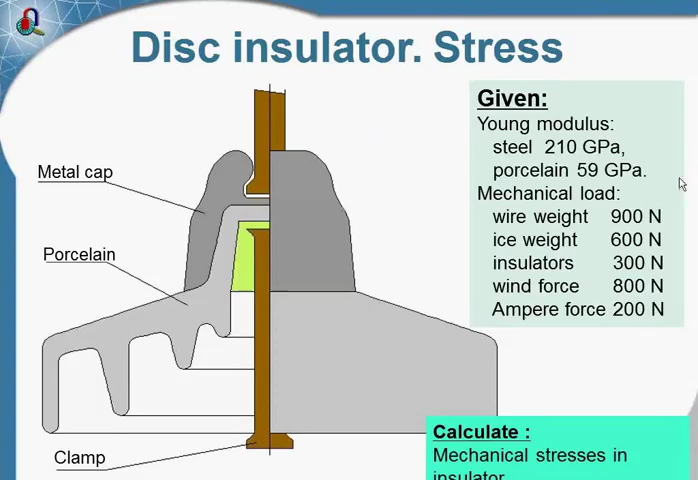 Disc insulator. Stress
Given:
Young modulus:
steel 210 GPa,
porcelain 59 GPa.
Mechanical load:
wire weight 900 N
ice weight 600 N
insulators 300 N
wind force 800 N
Ampere force 200 N
Metal cap
Porcelain
Clamp
Calculate :
Mechanical stresses in
insulator